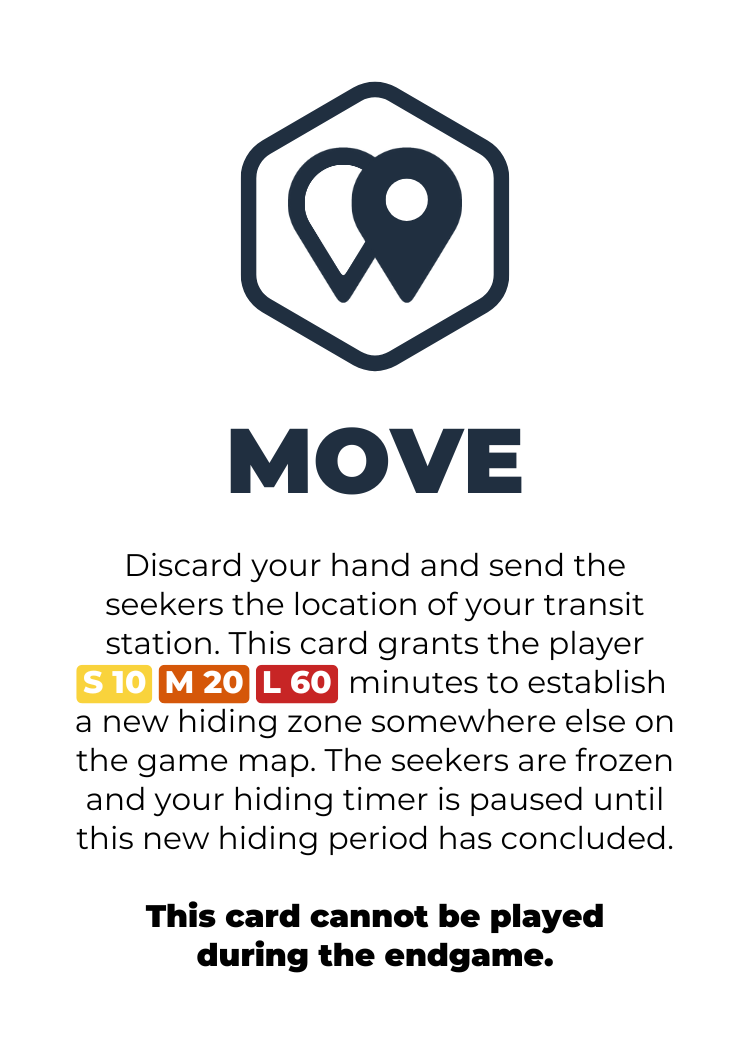 MOVE
Discard your hand and send the
seekers the location of your transit
station. This card grants the player
S 10 M 20 L 60 minutes to establish
a new hiding zone somewhere else on
the game map. The seekers are frozen
and your hiding timer is paused until
this new hiding period has concluded.
This card cannot be played
during the endgame.